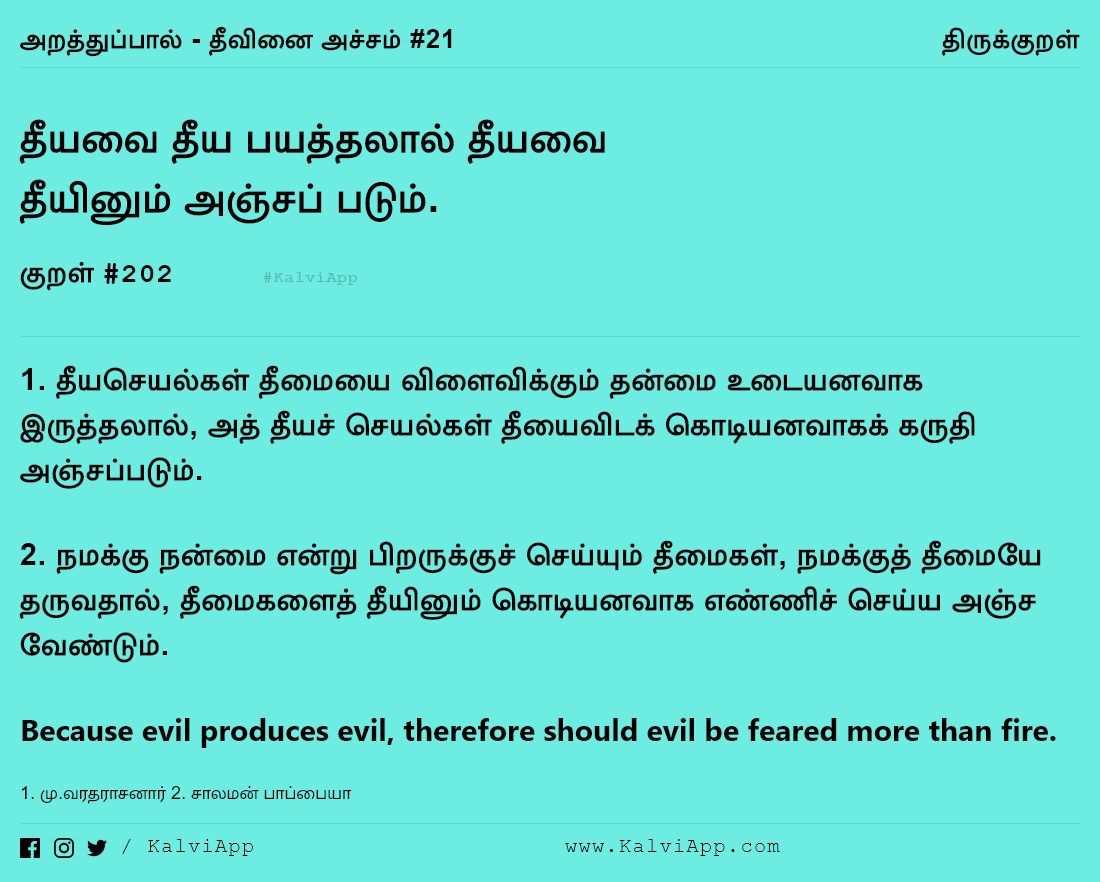 அறத்துப்பால் - தீவினை அச்சம் #21
திருக்குறள்
தீயவை தீய பயத்தலால் தீயவை
தீயினும் அஞ்சப் படும்.
குறள் #202
#KalviApp
1. தீயசெயல்கள் தீமையை விளைவிக்கும் தன்மை உடையனவாக
இருத்தலால், அத் தீயச் செயல்கள் தீயைவிடக் கொடியனவாகக் கருதி
அஞ்சப்படும்.
2. நமக்கு நன்மை என்று பிறருக்குச் செய்யும் தீமைகள், நமக்குத் தீமையே
தருவதால், தீமைகளைத் தீயினும் கொடியனவாக எண்ணிச் செய்ய அஞ்ச
வேண்டும்.
Because evil produces evil, therefore should evil be feared more than fire.
1. மு.வரதராசனார் 2. சாலமன் பாப்பையா
/ KalviApp
www.KalviApp.com